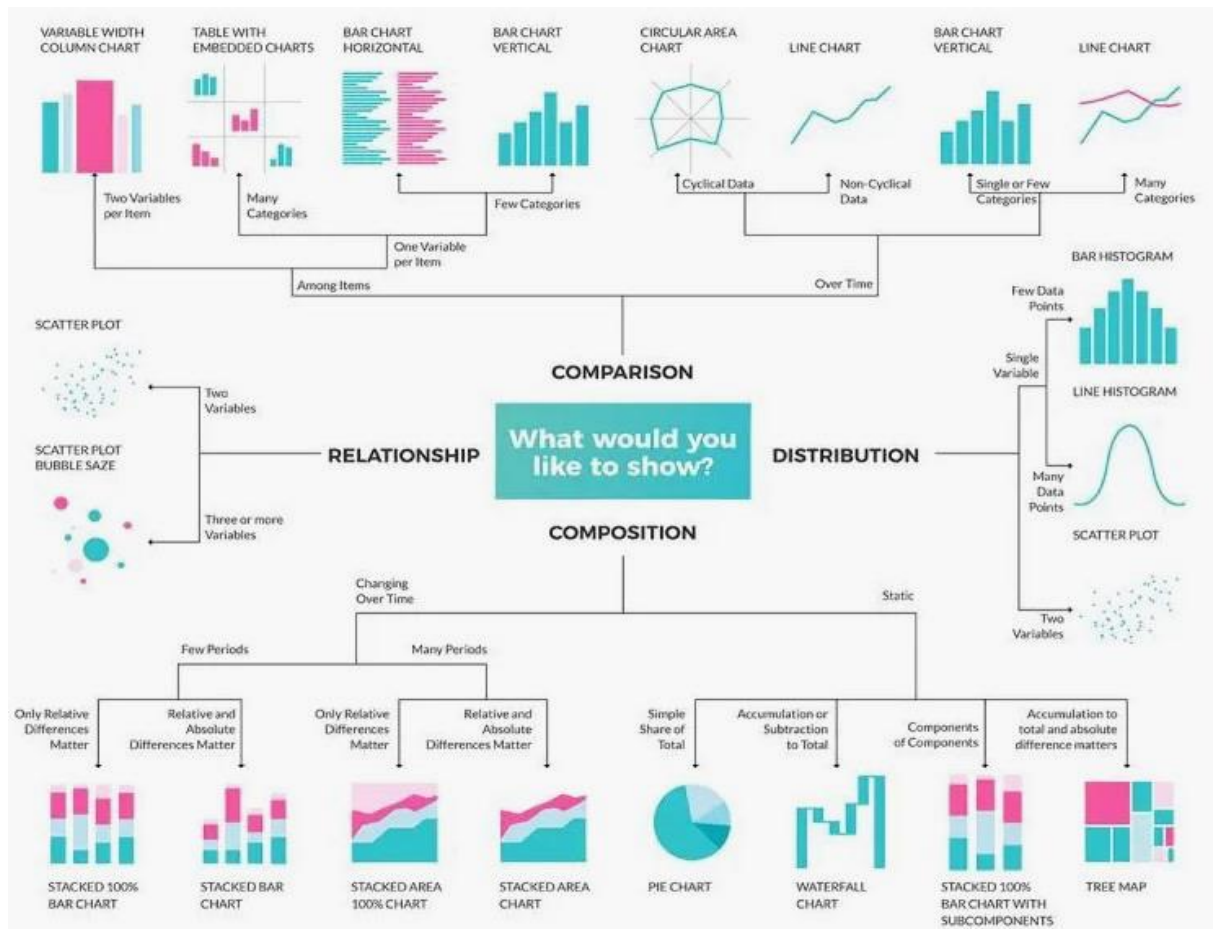 VARIABLE WIDTH
COLUMN CHART
TABLE WITH
EMBEDDED CHARTS
BAR CHART
HORIZONTAL
BAR CHART
VERTICAL
CIRCULAR AREA
CHART
LINE CHART
BAR CHART
VERTICAL
LINE CHART
Two Variables
per Item
Many
Categories
Few Categories
Cyclical Data
Non-Cyclical
Data
Single or Few
Categories
Many
Categories
One Variable
per Item
Among Items
Over Time
BAR HISTOGRAM
Few Data
Points
SCATTER PLOT
Single
Variable
COMPARISON
Two
Variables
LINE HISTOGRAM
What would you
like to show?
SCATTER PLOT
BUBBLE SAZE
RELATIONSHIP
DISTRIBUTION
Many
Data
Points
Three or more
Variables
COMPOSITION
SCATTER PLOT
Changing
Over Time
Static
Two
Variables
Few Periods
Many Periods
Only Relative
Differences
Matter
Relative and
Absolute
Differences Matter
Only Relative
Differences
Matter
Relative and
Absolute
Differences Matter
Simple
Share of
Total
Accumulation or
Subtraction
to Total
Components
of Components
Accumulation to
total and absolute
difference matters
STACKED 100%
BAR CHART
STACKED BAR
CHART
STACKED AREA
100% CHART
STACKED AREA
CHART
PIE CHART
WATERFALL
CHART
STACKED 100%
BAR CHART WITH
SUBCOMPONENTS
TREE MAP